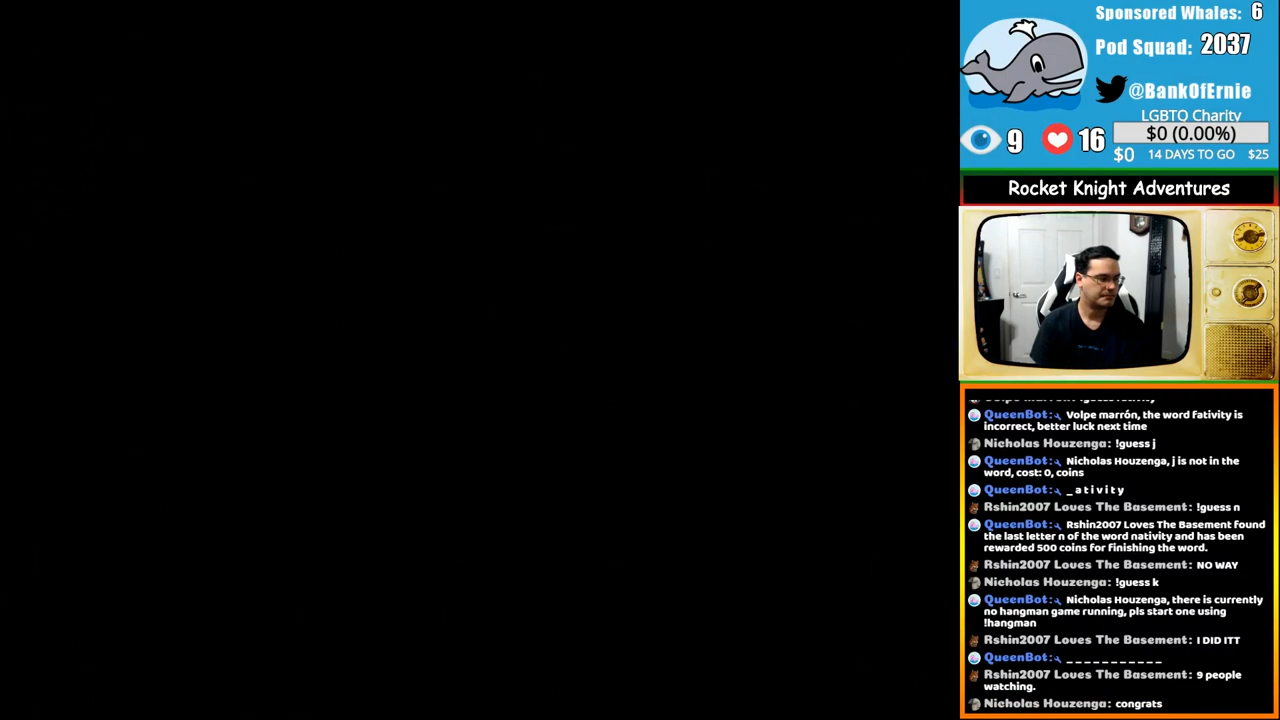 Sponsored Whales: 6
Pod Squad: 2037
@BankOfErnie
LGBTQ Charity
9 16 $0 (0.00%)
$0 14 DAYS TO GO $25
Rocket Knight Adventures
QueenBot: Volpe marrón, the word fativity is
incorrect, better luck next time
Nicholas Houzenga: !guess j
QueenBot: Nicholas Houzenga, j is not in the
word, cost: 0, coins
QueenBot: _ a t i v i t y
Rshin2007 Loves The Basement: !guess n
QueenBot: Rshin2007 Loves The Basement found
the last letter n of the word nativity and has been
rewarded 500 coins for finishing the word.
Rshin2007 Loves The Basement: NO WAY
Nicholas Houzenga: !guess k
QueenBot: Nicholas Houzenga, there is currently
no hangman game running, pls start one using
!hangman
Rshin2007 Loves The Basement: I DID ITT
QueenBot: _ _ _ _ _ _ _ _ _ _ _
Rshin2007 Loves The Basement: 9 people
watching.
Nicholas Houzenga: congrats